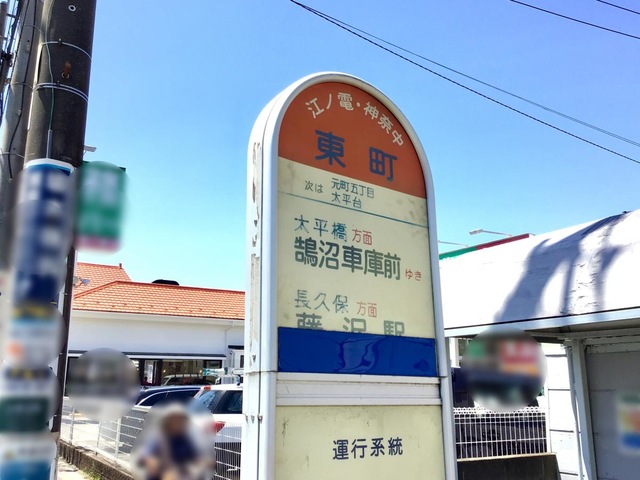 江ノ電・神奈中
東町
次は 元町五丁目
太平台
太平橋 方面
鵠沼車庫前 ゆき
長久保 方面
藤沢駅
運行系統